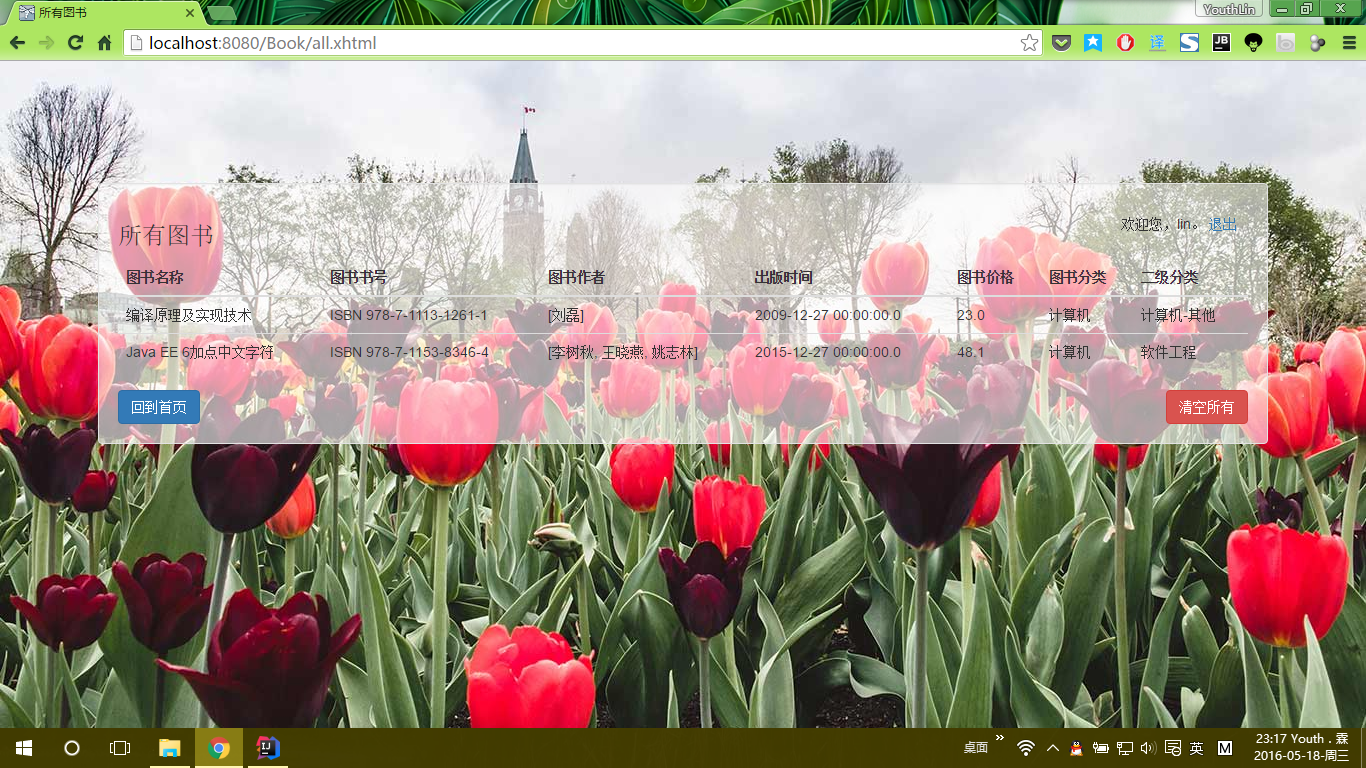 所有图书
YouthLin
localhost:8080/Book/all.xhtml
译
JB
欢迎您，lin。 退出
所有图书
图书名称 图书书号 图书作者 出版时间 图书价格 图书分类 二级分类
编译原理及实现技术 ISBN 978-7-1113-1261-1 [刘磊] 2009-12-27 00:00:00.0 23.0 计算机 计算机-其他
Java EE 6加点中文字符 ISBN 978-7-1153-8346-4 [李树秋, 王晓燕, 姚志林] 2015-12-27 00:00:00.0 48.1 计算机 软件工程
回到首页 清空所有
桌面 英 M
23:17 Youth . 霖
2016-05-18-周三